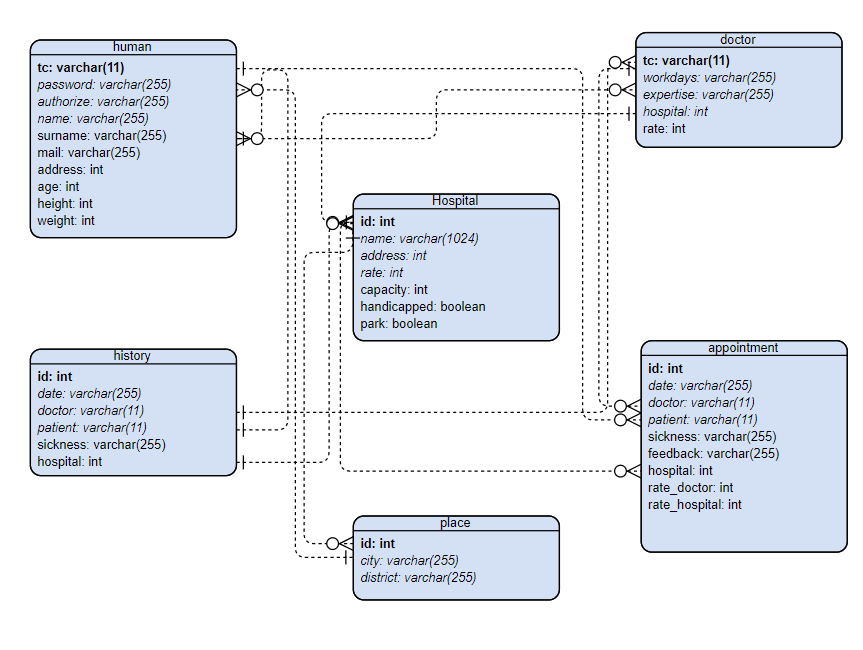 human
tc: varchar(11)
password: varchar(255)
authorize: varchar(255)
name: varchar(255)
surname: varchar(255)
mail: varchar(255)
address: int
age: int
height: int
weight: int
doctor
tc: varchar(11)
workdays: varchar(255)
expertise: varchar(255)
hospital: int
rate: int
Hospital
id: int
name: varchar(1024)
address: int
rate: int
capacity: int
handicapped: boolean
park: boolean
history
id: int
date: varchar(255)
doctor: varchar(11)
patient: varchar(11)
sickness: varchar(255)
hospital: int
appointment
id: int
date: varchar(255)
doctor: varchar(11)
patient: varchar(11)
sickness: varchar(255)
feedback: varchar(255)
hospital: int
rate_doctor: int
rate_hospital: int
place
id: int
city: varchar(255)
district: varchar(255)